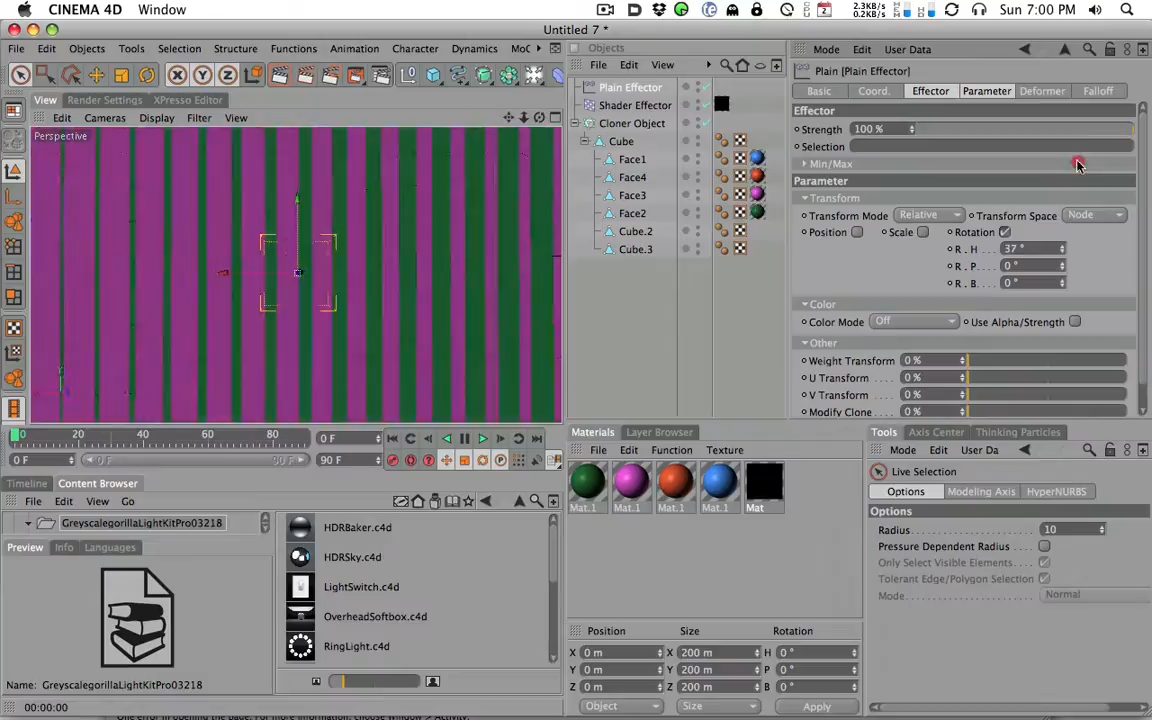 CINEMA 4D Window
2.3KB/s
0.2KB/s
Sun 7:00 PM
Untitled 7 *
File Edit Objects Tools Selection Structure Functions Animation Character Dynamics
Objects
File Edit View
Mode Edit User Data
Plain [Plain Effector]
Basic Coord. Effector Parameter Deformer Falloff
View Render Settings XPresso Editor
View Cameras Display Filter View
Perspective
Plain Effector
Shader Effector
Cloner Object
Cube
Face1
Face4
Face3
Face2
Cube.2
Cube.3
Effector
Strength 100 %
Selection
Min/Max
Parameter
Transform
Transform Mode Relative Transform Space Node
Position Scale Rotation
R . H 37 °
R . P 0 °
R . B 0 °
Color
Color Mode Off Use Alpha/Strength
Other
Weight Transform 0 %
U Transform 0 %
V Transform 0 %
Modify Clone 0 %
0 20 40 60 80 0 F
0 F 0 F 90 F 90 F
Timeline Content Browser
File Edit View Go
GreyscalegorillaLightKitPro03218
Preview Info Languages
Name: GreyscalegorillaLightKitPro03218
HDRBaker.c4d
HDRSky.c4d
LightSwitch.c4d
OverheadSoftbox.c4d
RingLight.c4d
00:00:00
Materials Layer Browser
File Edit Function Texture
Mat.1 Mat.1 Mat.1 Mat.1 Mat
Position Size Rotation
X 0 m X 200 m H 0 °
Y 0 m Y 200 m P 0 °
Z 0 m Z 200 m B 0 °
Object Size Apply
Tools Axis Center Thinking Particles
Mode Edit User Da
Live Selection
Options Modeling Axis HyperNURBS
Options
Radius 10
Pressure Dependent Radius
Only Select Visible Elements
Tolerant Edge/Polygon Selection
Mode Normal